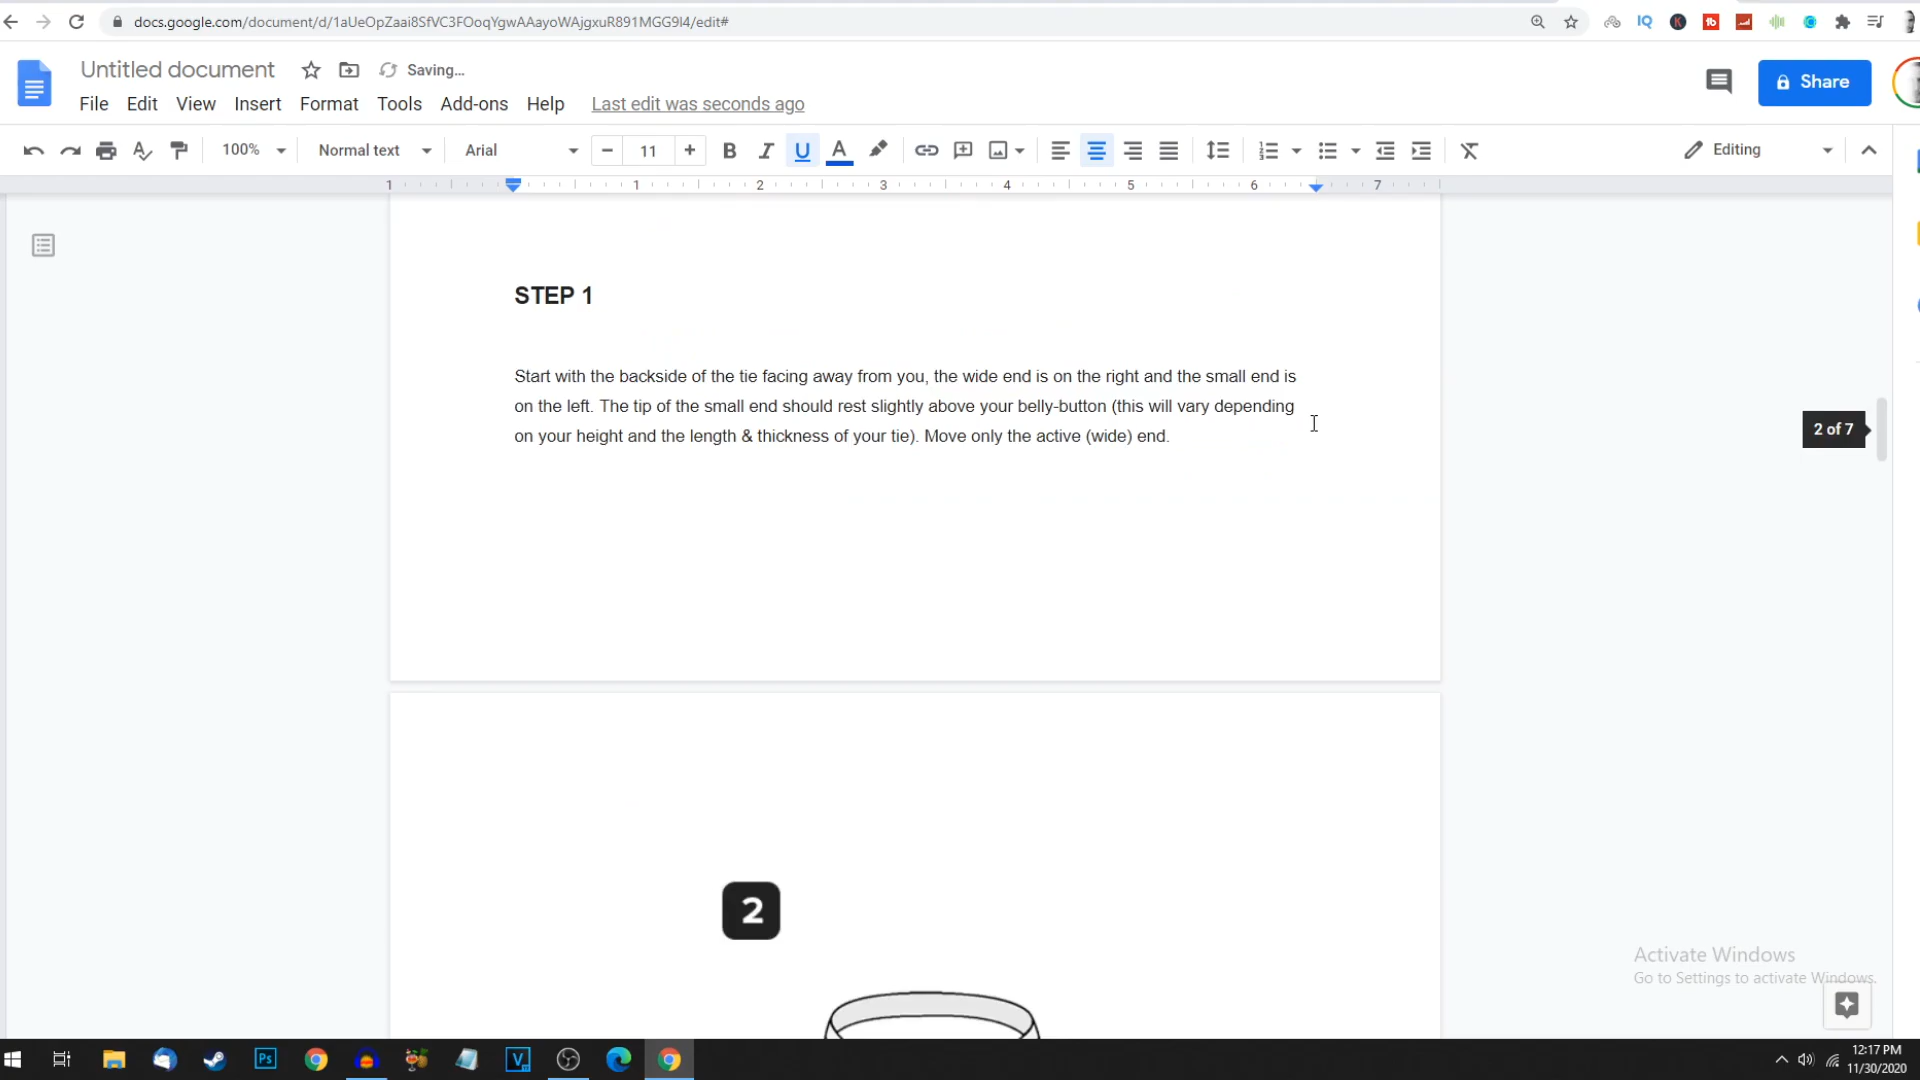 docs.google.com/document/d/1aUeOpZaai8SfVC3FOoqYgwAAayoWAjgxuR891MGG9l4/edit#
IQ
K
Untitled document
Saving...
Share
File Edit View Insert Format Tools Add-ons Help Last edit was seconds ago
100% Normal text Arial 11 B I U A Editing
1 1 2 3 4 5 6 7
STEP 1
Start with the backside of the tie facing away from you, the wide end is on the right and the small end is
on the left. The tip of the small end should rest slightly above your belly-button (this will vary depending
on your height and the length & thickness of your tie). Move only the active (wide) end.
2 of 7
2
Activate Windows
Go to Settings to activate Windows.
Ps
V
12:17 PM
11/30/2020